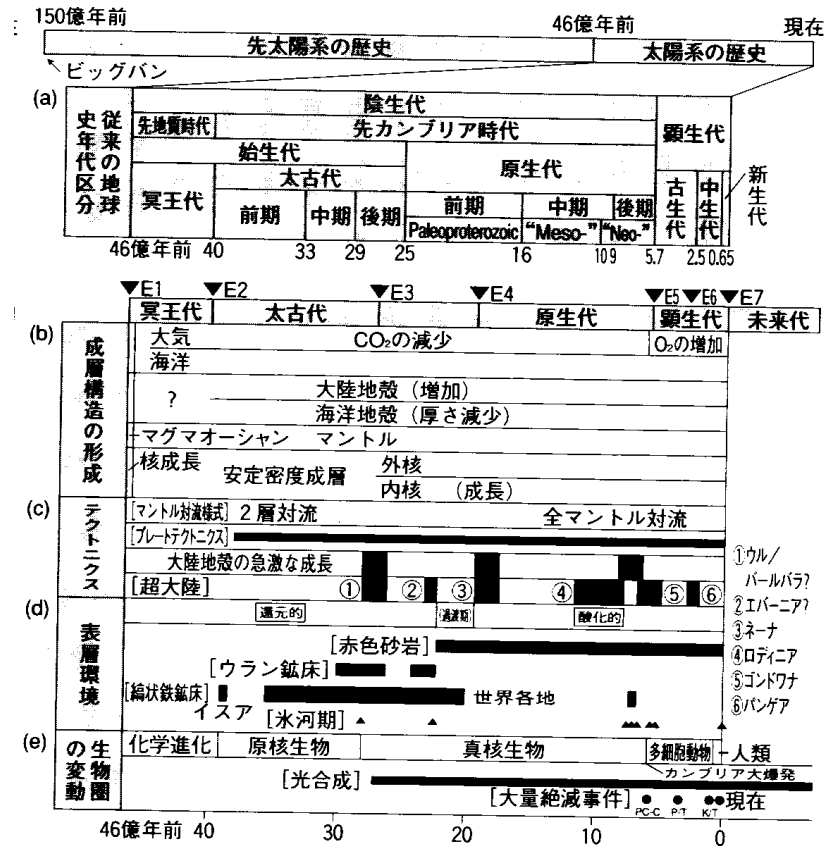 150億年前
46億年前
現在
先太陽系の歴史
太陽系の歴史
ビッグバン
(a)
従来の地球
史年代区分
陰生代
顕生代
先地質時代
先カンブリア時代
始生代
原生代
新生代
冥王代
太古代
古生代
中生代
前期
中期
後期
前期
中期
後期
Paleoproterozoic
"Meso-"
"Neo-"
46億年前
40
33
29
25
16
10
9
5.7
2.5
0.65
E1
E2
E3
E4
E5
E6
E7
冥王代
太古代
原生代
顕生代
未来代
(b)
成層構造の形成
大気
CO₂の減少
O₂の増加
海洋
?
大陸地殻（増加）
海洋地殻（厚さ減少）
マグマオーシャン
マントル
核成長
安定密度成層
外核
内核
(成長)
(c)
テクトニクス
[マントル対流様式]
2層対流
全マントル対流
[プレートテクトニクス]
大陸地殻の急激な成長
[超大陸]
①
②
③
④
⑤
⑥
①ウル/
バールバラ?
②エバーニア?
③ネーナ
④ロディニア
⑤ゴンドワナ
⑥パンゲア
(d)
表層環境
還元的
(過渡期)
酸化的
[赤色砂岩]
[ウラン鉱床]
[縞状鉄鉱床]
世界各地
イスア
[氷河期]
(e)
生物圏
の変動
化学進化
原核生物
真核生物
多細胞動物
人類
カンブリア大爆発
[光合成]
[大量絶滅事件]
現在
PC-C
P/T
K/T
46億年前
40
30
20
10
0